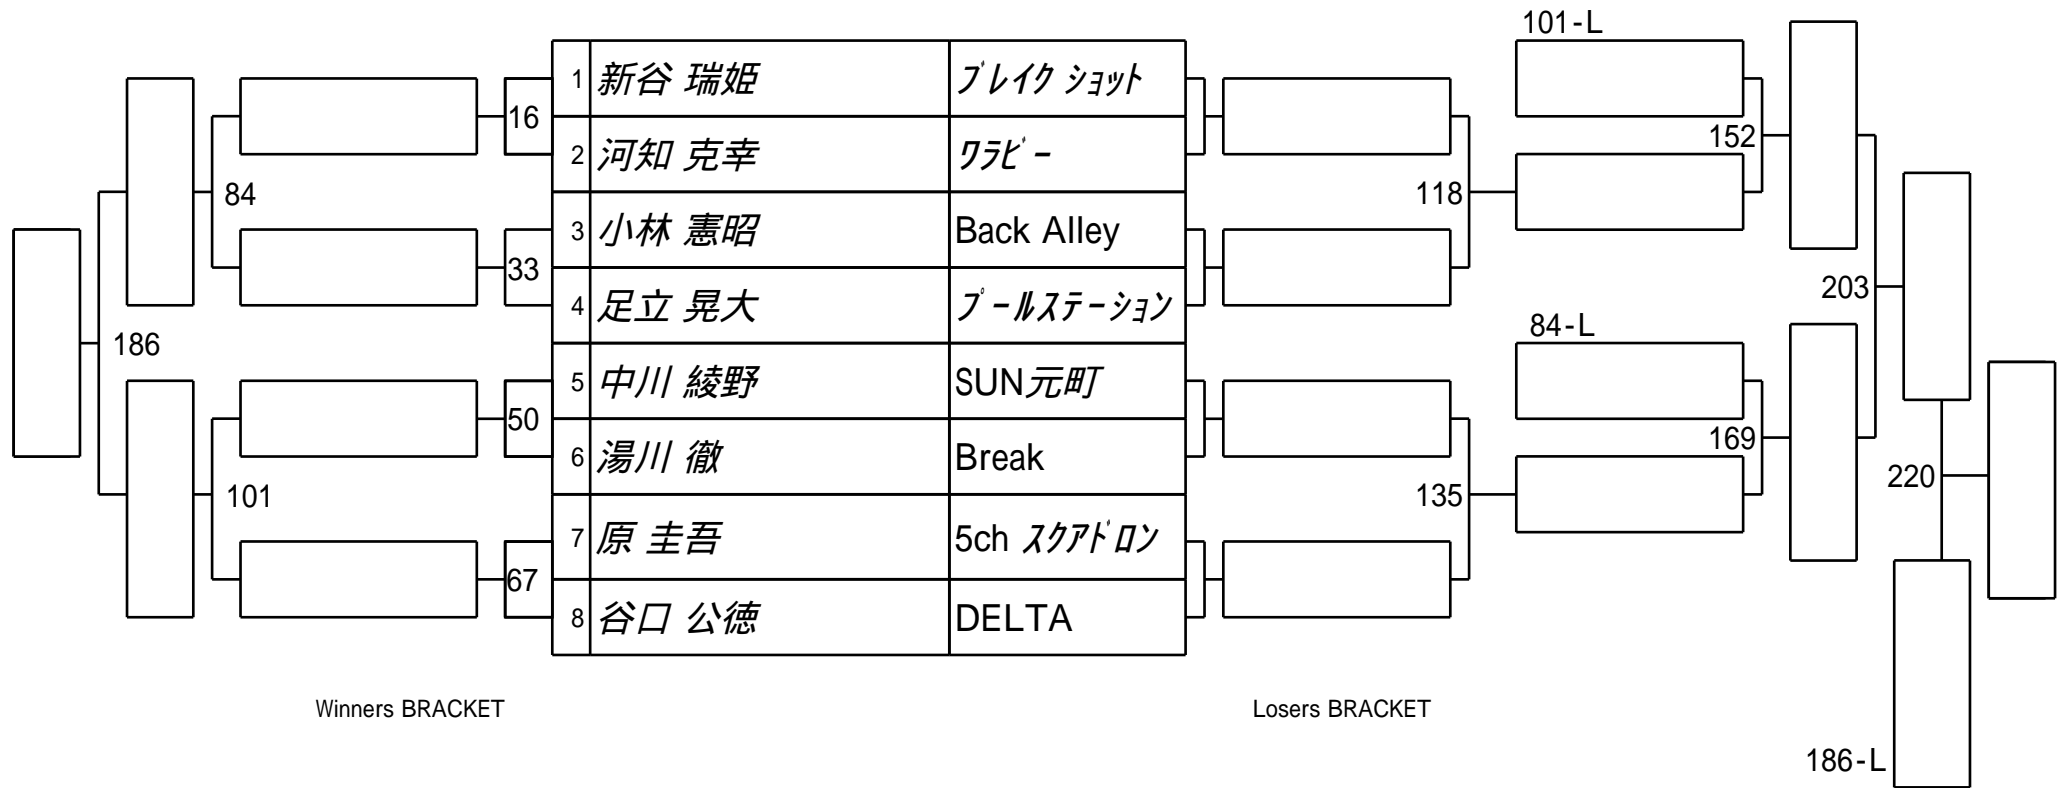 101-L
1 新谷 瑞姫 ﾌﾞﾚｲｸ ｼｮｯﾄ
16
2 河知 克幸 ﾜﾗﾋﾞｰ
152
84
118
3 小林 憲昭 Back Alley
33
4 足立 晃大 ﾌﾟｰﾙｽﾃｰｼｮﾝ
203
84-L
186
5 中川 綾野 SUN元町
50
169
6 湯川 徹 Break
220
101
135
7 原 圭吾 5ch ｽｸｱﾄﾞﾛﾝ
67
8 谷口 公徳 DELTA
Winners BRACKET
Losers BRACKET
186-L